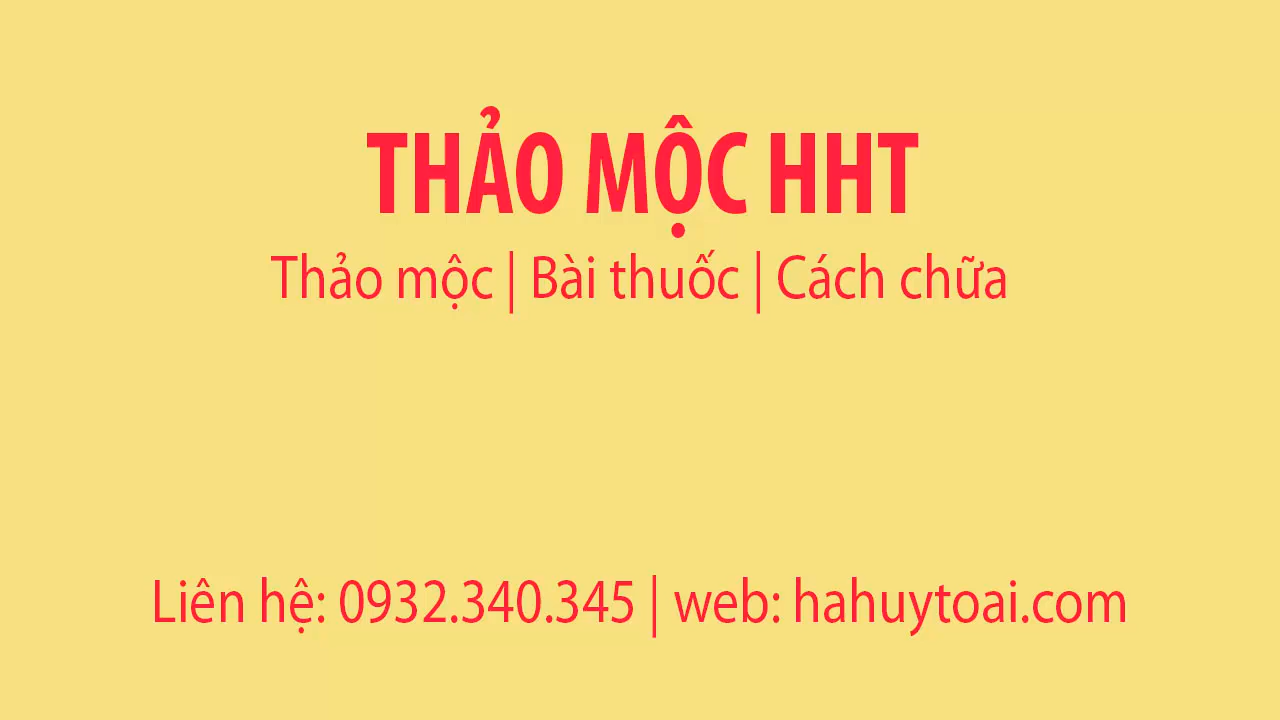 THẢO MỘC HHT
Thảo mộc | Bài thuốc | Cách chữa
Liên hệ: 0932.340.345 | web: hahuytoai.com